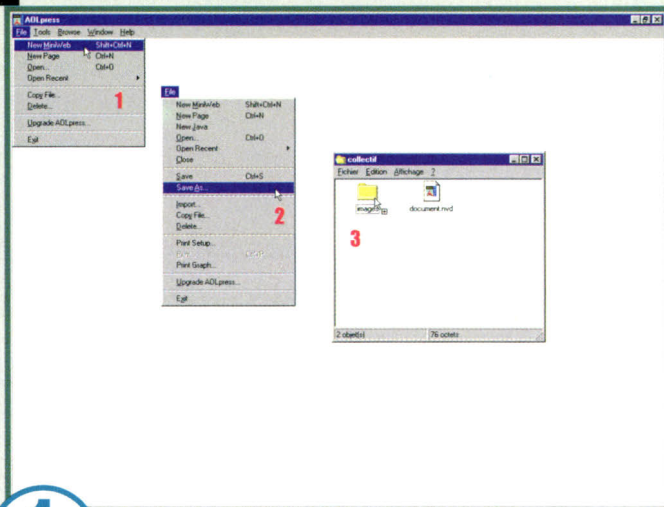 AOLpress
File Tools Browse Window Help
New MiniWeb Shift+Ctrl+N
New Page Ctrl+N
Open... Ctrl+O
Open Recent
Copy File...
Delete...
Upgrade AOLpress...
Exit
1
File
New MiniWeb Shift+Ctrl+N
New Page Ctrl+N
New Java
Open... Ctrl+O
Open Recent
Close
Save Ctrl+S
Save As...
Import...
Copy File...
Delete...
Print Setup...
Print Graph...
Upgrade AOLpress...
Exit
2
collectif
Fichier Edition Affichage ?
document.nvd
3
2 objet(s) 76 octets